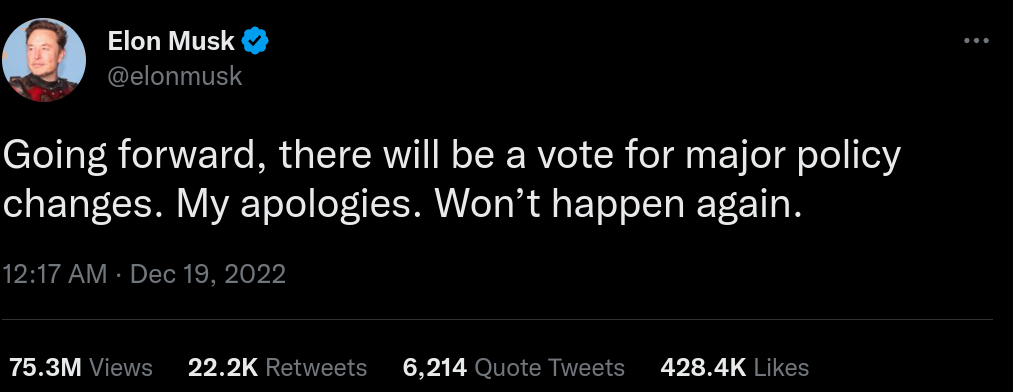 Elon Musk
@elonmusk
Going forward, there will be a vote for major policy
changes. My apologies. Won’t happen again.
12:17 AM · Dec 19, 2022
75.3M Views 22.2K Retweets 6,214 Quote Tweets 428.4K Likes